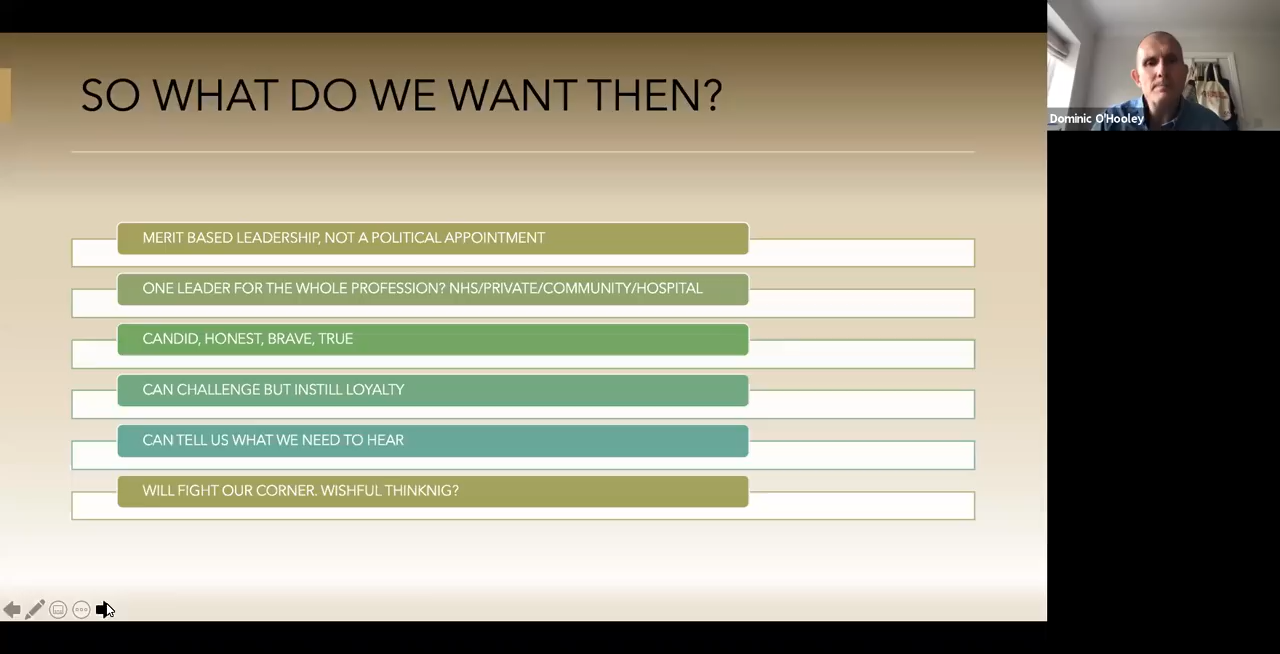 SO WHAT DO WE WANT THEN?
Dominic O'Hooley
MERIT BASED LEADERSHIP, NOT A POLITICAL APPOINTMENT
ONE LEADER FOR THE WHOLE PROFESSION? NHS/PRIVATE/COMMUNITY/HOSPITAL
CANDID, HONEST, BRAVE, TRUE
CAN CHALLENGE BUT INSTILL LOYALTY
CAN TELL US WHAT WE NEED TO HEAR
WILL FIGHT OUR CORNER. WISHFUL THINKNIG?